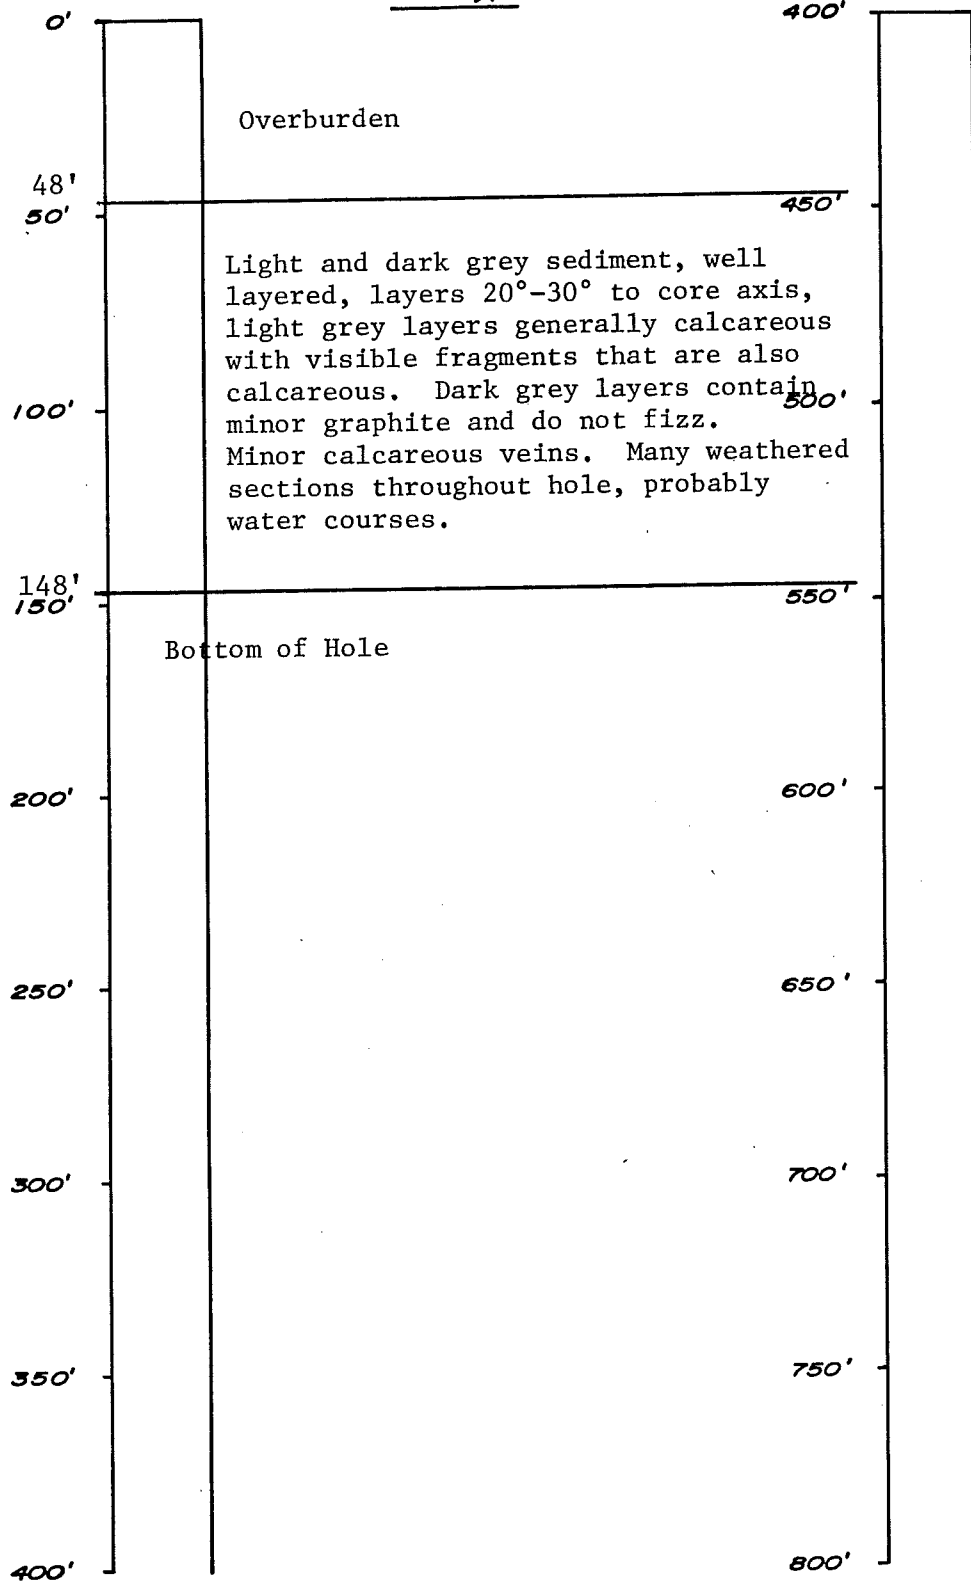 0'
Overburden
48'
50'
Light and dark grey sediment, well
layered, layers 20°-30° to core axis,
light grey layers generally calcareous
with visible fragments that are also
calcareous.  Dark grey layers contain
100'
minor graphite and do not fizz.
Minor calcareous veins.  Many weathered
sections throughout hole, probably
water courses.
148'
150'
Bottom of Hole
200'
250'
300'
350'
400'
400'
450'
500'
550'
600'
650'
700'
750'
800'